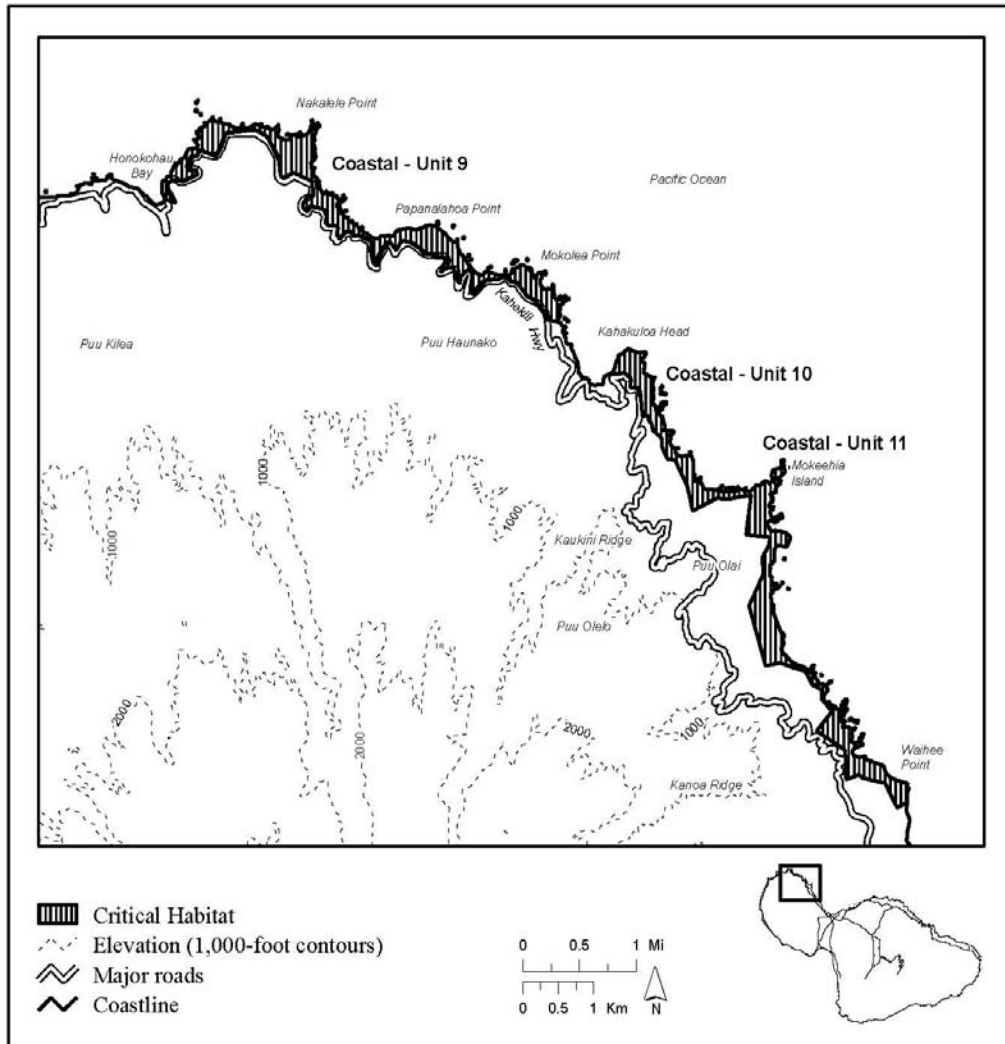 Nakalele Point
Honokohau
Bay
Coastal - Unit 9
Pacific Ocean
Papanalahoa Point
Mokolea Point
Kahekili Hwy
Puu Kilea
Puu Haunako
Kahakuloa Head
Coastal - Unit 10
Coastal - Unit 11
Mokeehia
Island
1000
1000
1000
Kaukini Ridge
Puu Olai
Puu Olelo
2000
2000
2000
1000
Waihee
Point
Kanoa Ridge
Critical Habitat
Elevation (1,000-foot contours)
Major roads
Coastline
0 0.5 1 Mi
0 0.5 1 Km
N